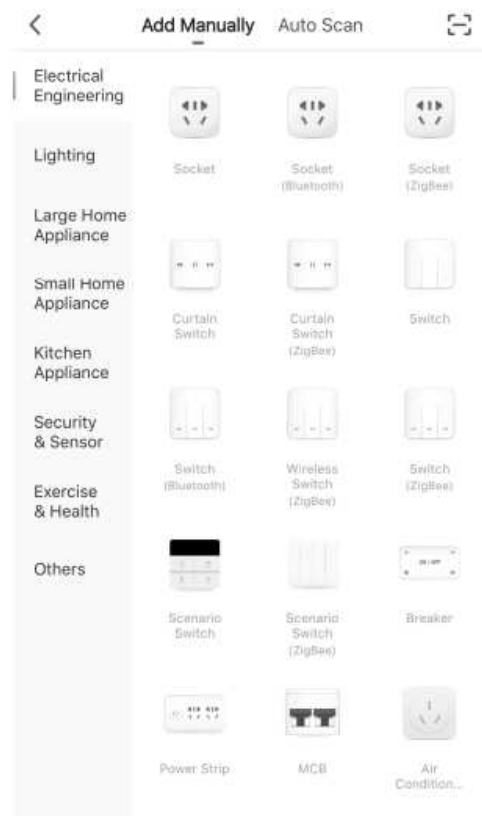 Add Manually
Auto Scan
Electrical
Engineering
Lighting
Large Home
Appliance
Small Home
Appliance
Kitchen
Appliance
Security
& Sensor
Exercise
& Health
Others
Socket
Socket
(Bluetooth)
Socket
(ZigBee)
Curtain
Switch
Curtain
Switch
(ZigBee)
Switch
Switch
(Bluetooth)
Wireless
Switch
(ZigBee)
Switch
(ZigBee)
Scenario
Switch
Scenario
Switch
(ZigBee)
ON / OFF
Breaker
Power Strip
MCB
Air
Condition...